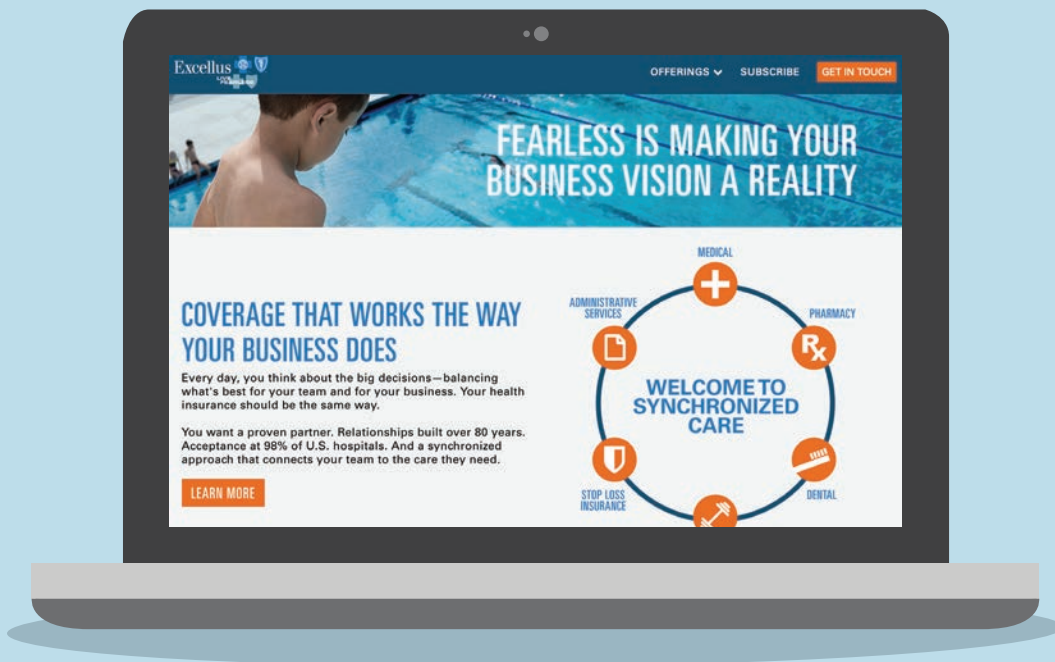 Excellus
OFFERINGS SUBSCRIBE GET IN TOUCH
FEARLESS IS MAKING YOUR
BUSINESS VISION A REALITY
COVERAGE THAT WORKS THE WAY
YOUR BUSINESS DOES
Every day, you think about the big decisions—balancing
what's best for your team and for your business. Your health
insurance should be the same way.
You want a proven partner. Relationships built over 80 years.
Acceptance at 98% of U.S. hospitals. And a synchronized
approach that connects your team to the care they need.
LEARN MORE
MEDICAL
ADMINISTRATIVE
SERVICES
PHARMACY
Rx
WELCOME TO
SYNCHRONIZED
CARE
STOP LOSS
INSURANCE
DENTAL